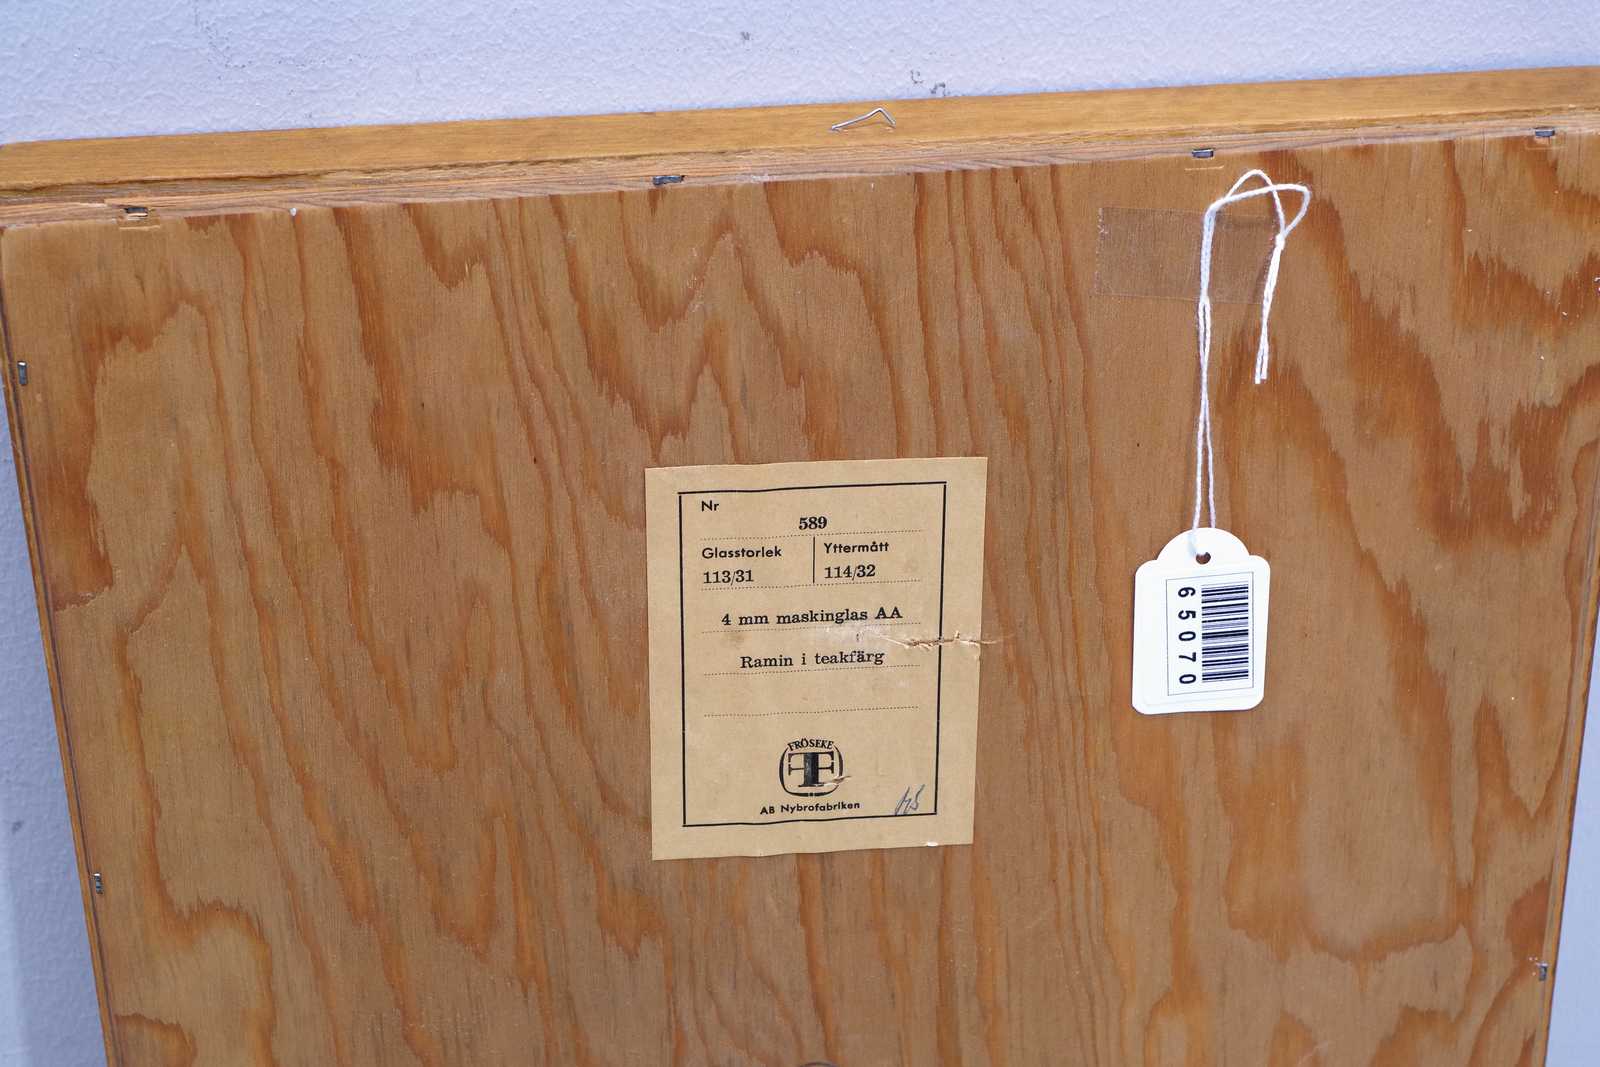 Nr
589
Glasstorlek Yttermått
113/31 114/32
4 mm maskinglas AA
Ramin i teakfärg
FRÖSEKE
AB Nybrofabriken
65070